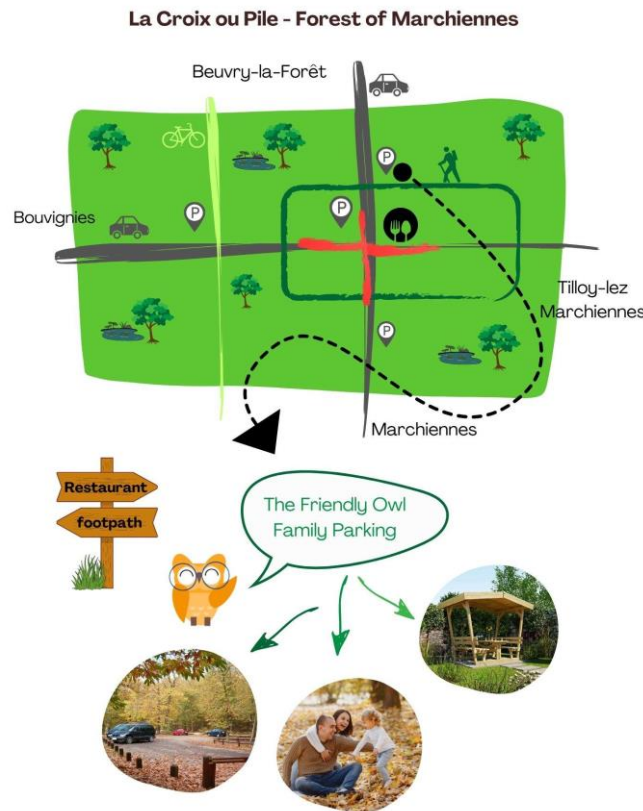 La Croix ou Pile - Forest of Marchiennes
Beuvry-la-Forêt
P
P
P
Bouvignies
Tilloy-lez
Marchiennes
P
Marchiennes
Restaurant
footpath
The Friendly Owl
Family Parking